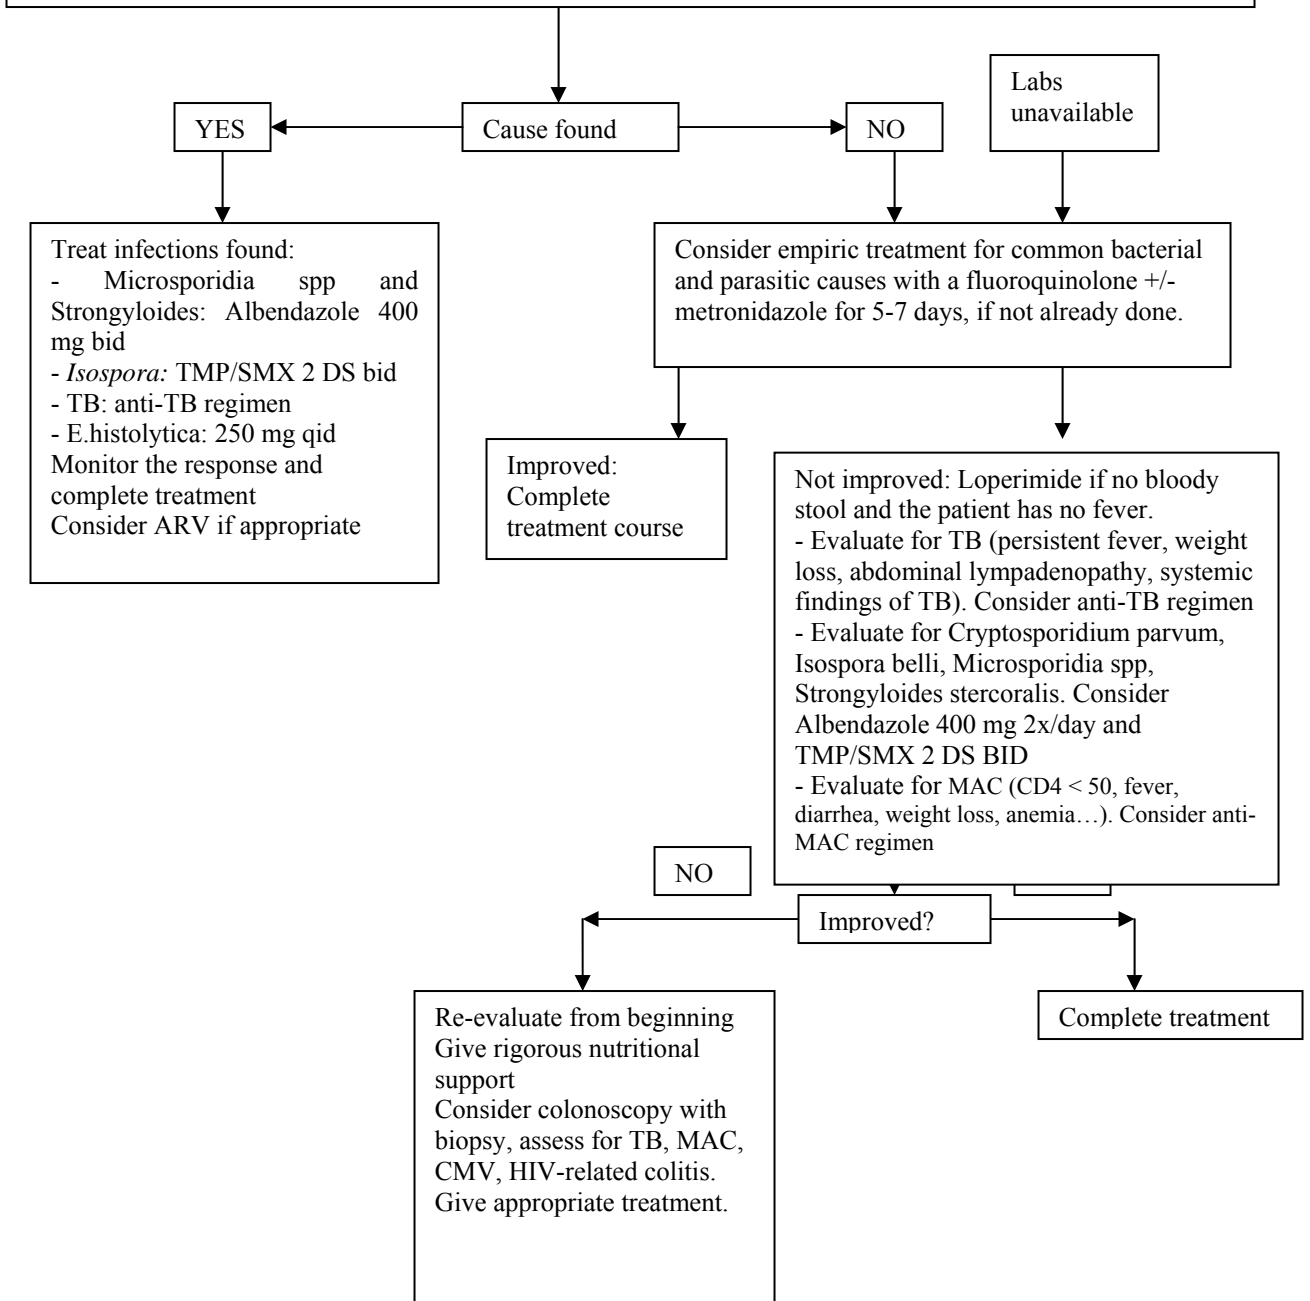 Labs
unavailable
YES
Cause found
NO
Treat infections found:
- Microsporidia spp and
Strongyloides: Albendazole 400
mg bid
- Isospora: TMP/SMX 2 DS bid
- TB: anti-TB regimen
- E.histolytica: 250 mg qid
Monitor the response and
complete treatment
Consider ARV if appropriate
Consider empiric treatment for common bacterial
and parasitic causes with a fluoroquinolone +/-
metronidazole for 5-7 days, if not already done.
Improved:
Complete
treatment course
Not improved: Loperimide if no bloody
stool and the patient has no fever.
- Evaluate for TB (persistent fever, weight
loss, abdominal lympadenopathy, systemic
findings of TB). Consider anti-TB regimen
- Evaluate for Cryptosporidium parvum,
Isospora belli, Microsporidia spp,
Strongyloides stercoralis. Consider
Albendazole 400 mg 2x/day and
TMP/SMX 2 DS BID
- Evaluate for MAC (CD4 < 50, fever,
diarrhea, weight loss, anemia…). Consider anti-
MAC regimen
NO
Improved?
Re-evaluate from beginning
Give rigorous nutritional
support
Consider colonoscopy with
biopsy, assess for TB, MAC,
CMV, HIV-related colitis.
Give appropriate treatment.
Complete treatment